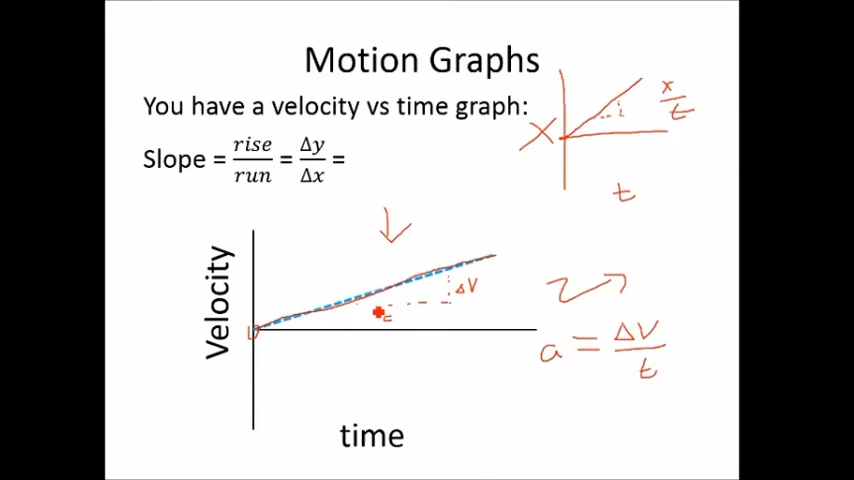 Motion Graphs
You have a velocity vs time graph:
Slope = rise/run = Δy/Δx =
x
x/t
t
Velocity
ΔV
a = ΔV/t
time